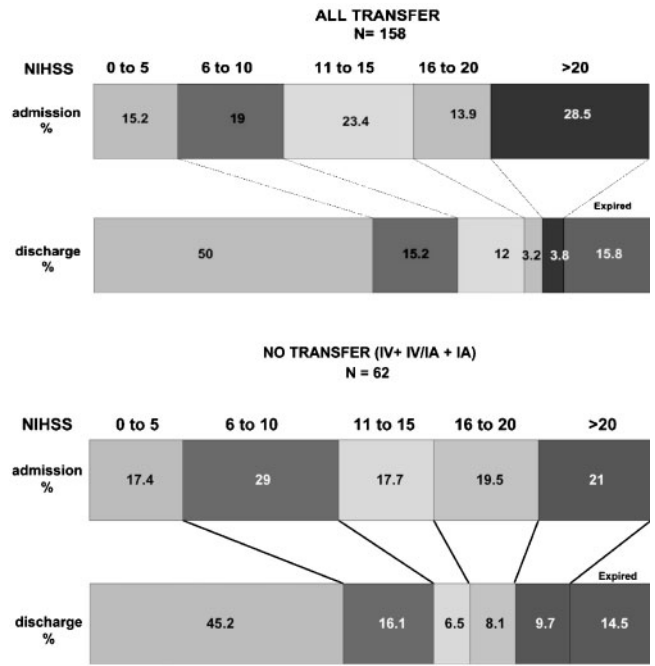 ALL TRANSFER
N= 158
NIHSS 0 to 5 6 to 10 11 to 15 16 to 20 >20
admission
%
15.2 19 23.4 13.9 28.5
Expired
discharge
%
50 15.2 12 3.2 3.8 15.8
NO TRANSFER (IV+ IV/IA + IA)
N = 62
NIHSS 0 to 5 6 to 10 11 to 15 16 to 20 >20
admission
%
17.4 29 17.7 19.5 21
Expired
discharge
%
45.2 16.1 6.5 8.1 9.7 14.5